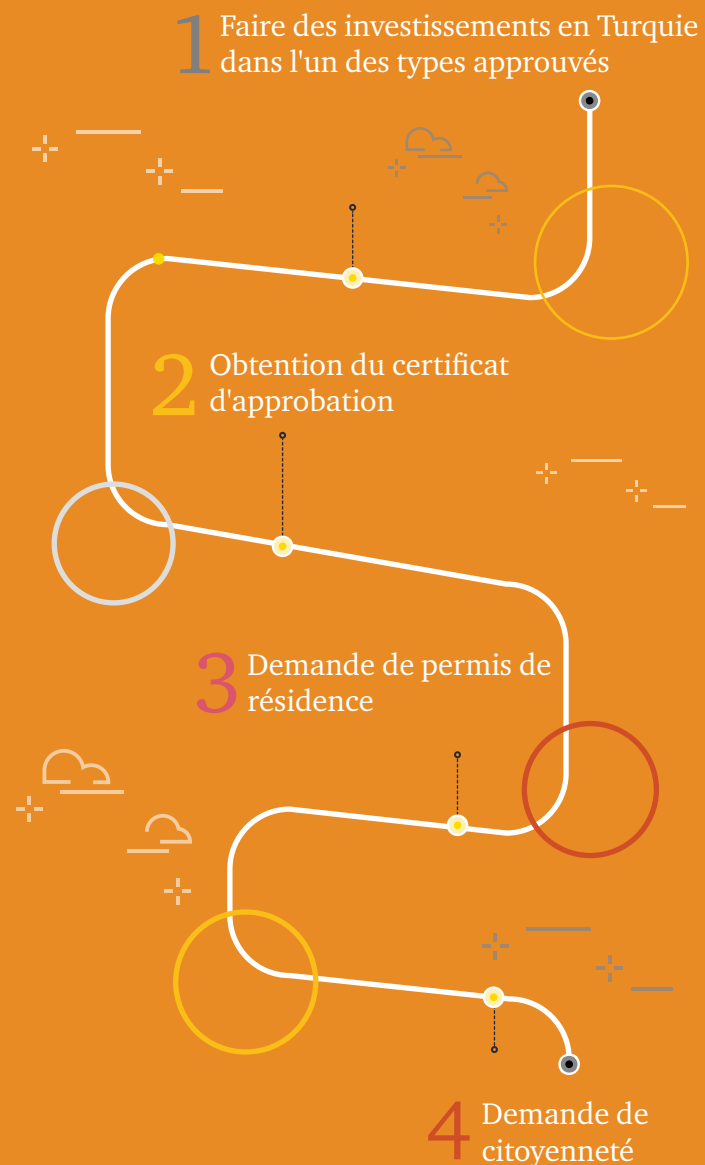 1 Faire des investissements en Turquie
dans l'un des types approuvés
2 Obtention du certificat
d'approbation
3 Demande de permis de
résidence
4 Demande de
citoyenneté